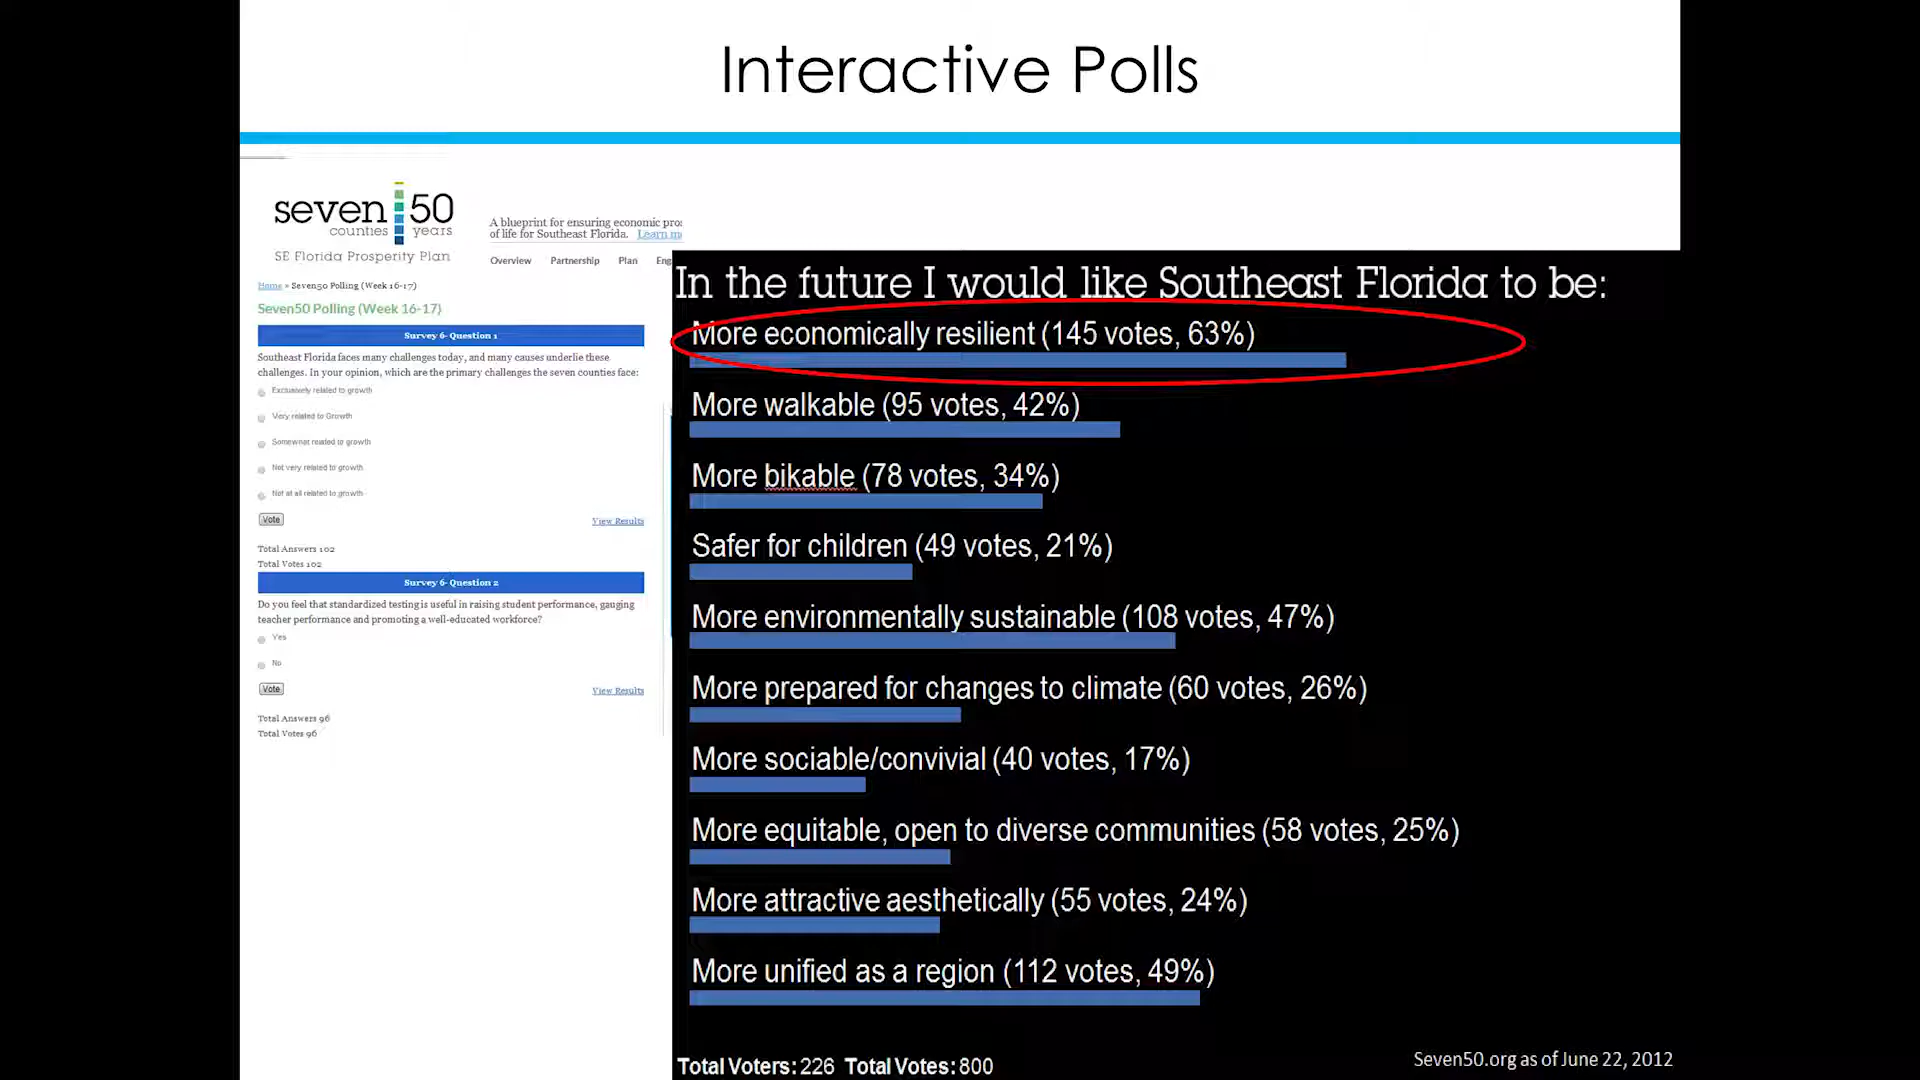 Interactive Polls
seven 50
counties years
SE Florida Prosperity Plan
A blueprint for ensuring economic
of life for Southeast Florida. Learn
Overview Partnership Plan
Home » Seven50 Polling (Week 16-17)
Seven50 Polling (Week 16-17)
Survey 6- Question 1
Southeast Florida faces many challenges today, and many causes underlie these
challenges. In your opinion, which are the primary challenges the seven counties face:
Exclusively related to growth
Very related to Growth
Somewhat related to growth
Not very related to growth
Not at all related to growth
Vote
View Results
Total Answers 102
Total Votes 102
Survey 6- Question 2
Do you feel that standardized testing is useful in raising student performance, gauging
teacher performance and promoting a well-educated workforce?
Yes
No
Vote
View Results
Total Answers 96
Total Votes 96
In the future I would like Southeast Florida to be:
More economically resilient (145 votes, 63%)
More walkable (95 votes, 42%)
More bikable (78 votes, 34%)
Safer for children (49 votes, 21%)
More environmentally sustainable (108 votes, 47%)
More prepared for changes to climate (60 votes, 26%)
More sociable/convivial (40 votes, 17%)
More equitable, open to diverse communities (58 votes, 25%)
More attractive aesthetically (55 votes, 24%)
More unified as a region (112 votes, 49%)
Total Voters: 226 Total Votes: 800
Seven50.org as of June 22, 2012